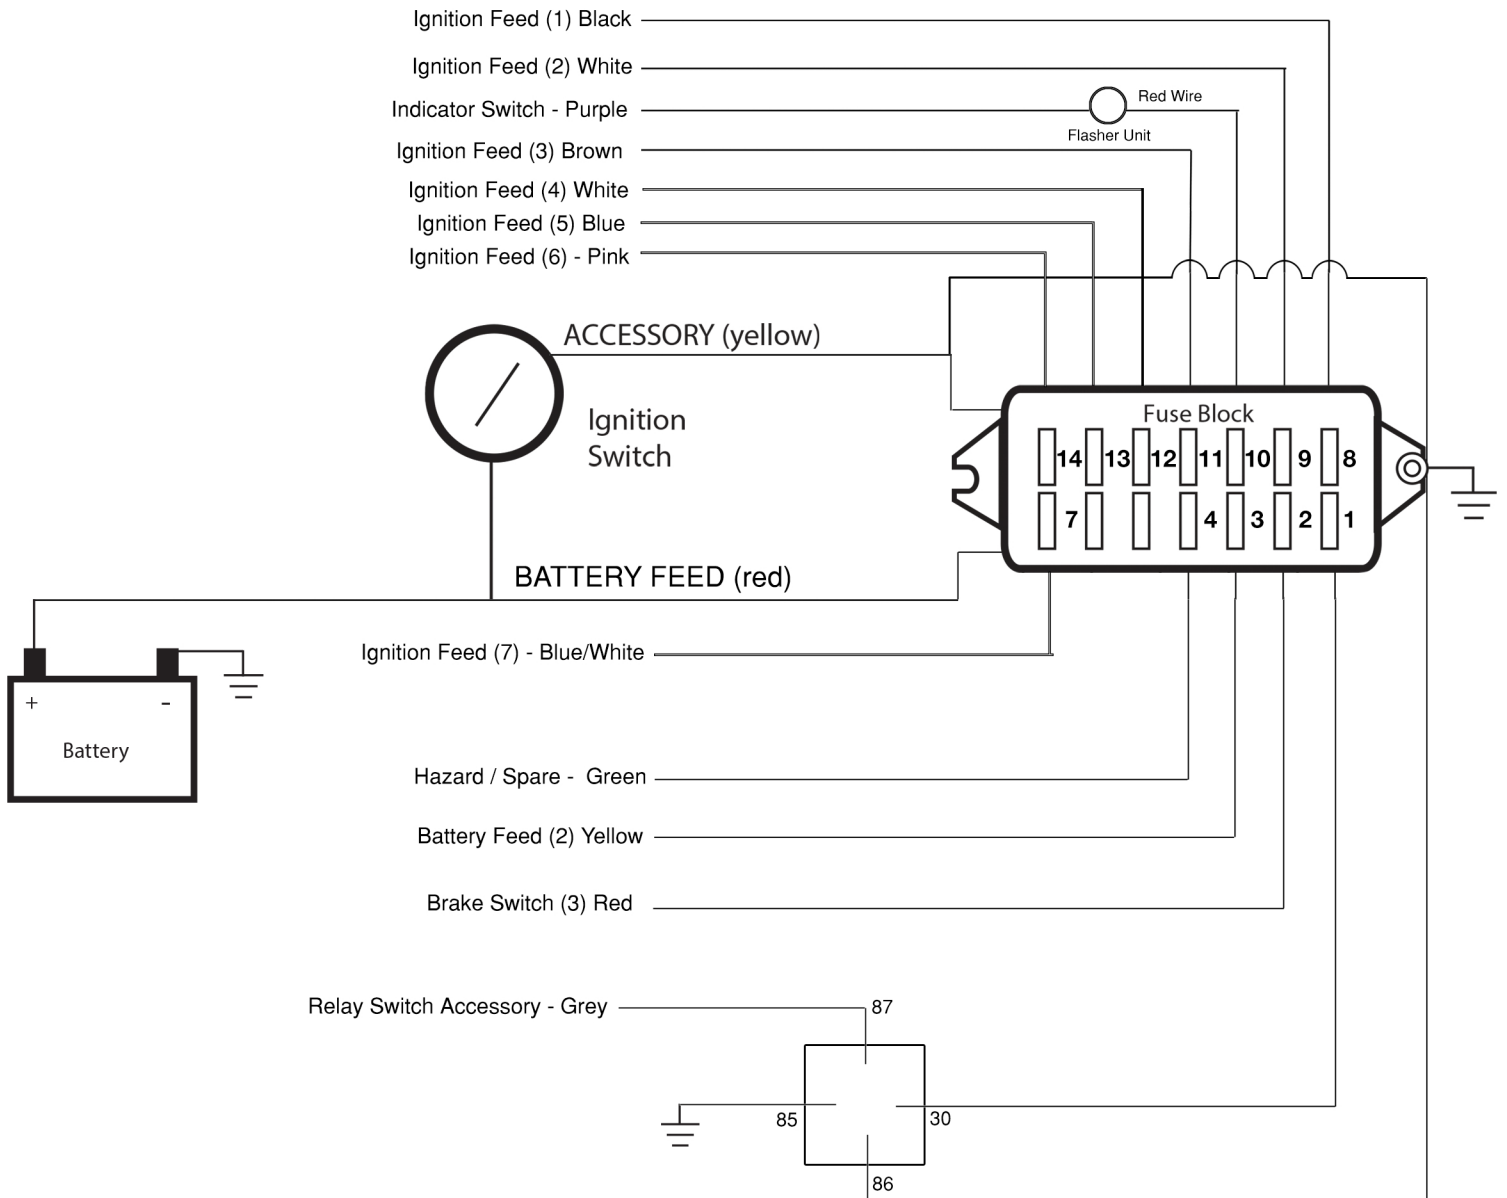 Ignition Feed (1) Black
Ignition Feed (2) White
Red Wire
Indicator Switch - Purple
Flasher Unit
Ignition Feed (3) Brown
Ignition Feed (4) White
Ignition Feed (5) Blue
Ignition Feed (6) - Pink
ACCESSORY (yellow)
Ignition
Switch
Fuse Block
14 13 12 11 10 9 8
7 4 3 2 1
BATTERY FEED (red)
Ignition Feed (7) - Blue/White
+ -
Battery
Hazard / Spare - Green
Battery Feed (2) Yellow
Brake Switch (3) Red
Relay Switch Accessory - Grey
87
85
30
86